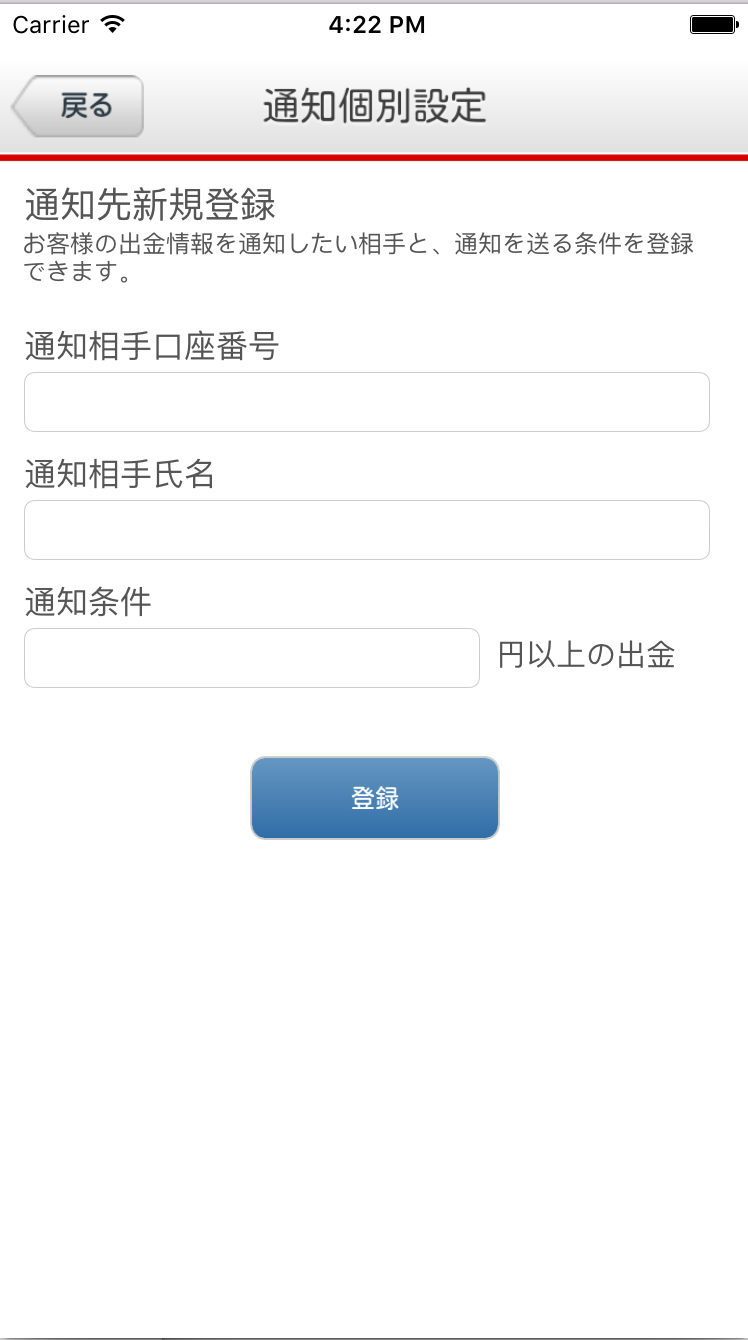 Carrier 4:22 PM
戻る 通知個別設定
通知先新規登録
お客様の出金情報を通知したい相手と、通知を送る条件を登録
できます。
通知相手口座番号
通知相手氏名
通知条件
円以上の出金
登録